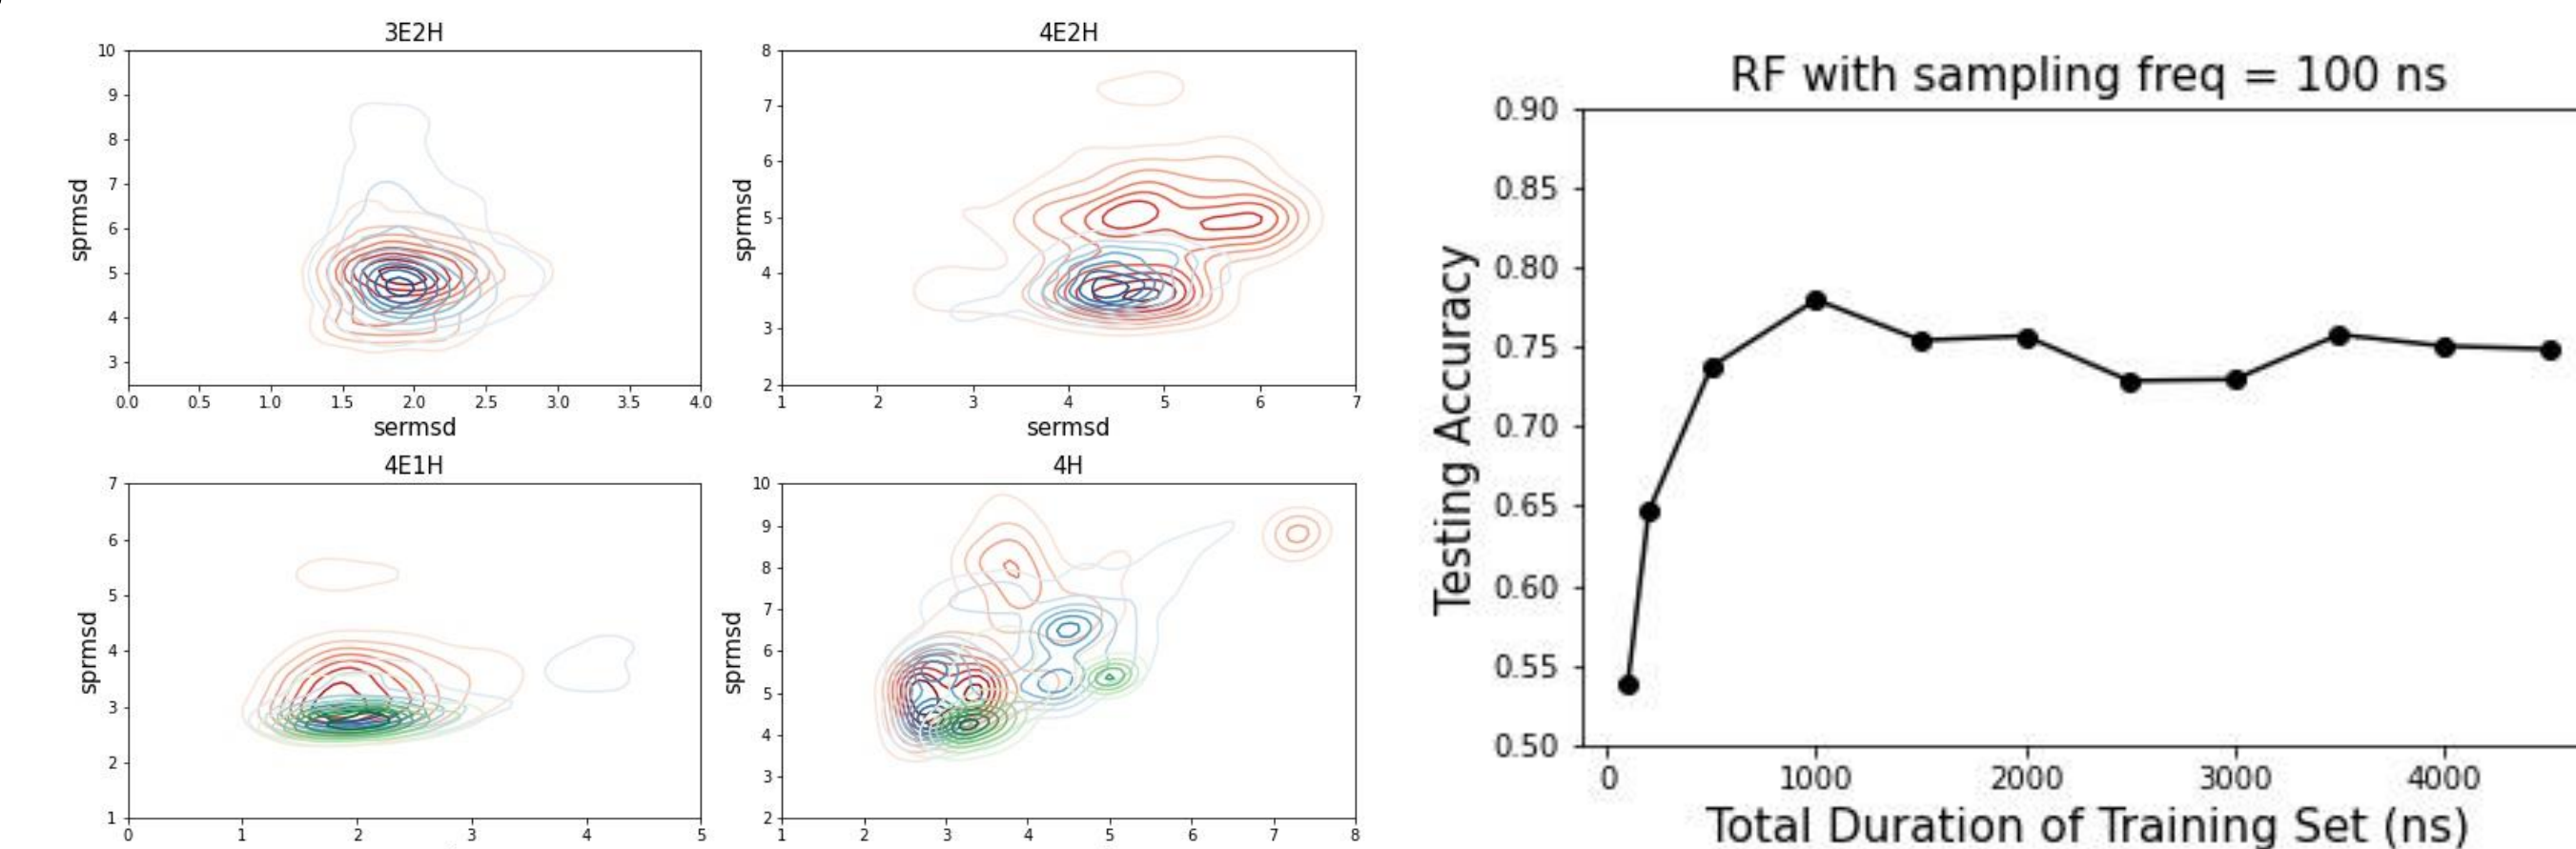 3E2H
10
9
8
7
6
5
4
3
sprmsd
0.0 0.5 1.0 1.5 2.0 2.5 3.0 3.5 4.0
sermsd
4E2H
8
7
6
5
4
3
2
sprmsd
1 2 3 4 5 6 7
sermsd
4E1H
7
6
5
4
3
2
1
sprmsd
0 1 2 3 4 5
4H
10
9
8
7
6
5
4
3
2
sprmsd
1 2 3 4 5 6 7 8
RF with sampling freq = 100 ns
0.90
0.85
0.80
0.75
0.70
0.65
0.60
0.55
0.50
Testing Accuracy
0 1000 2000 3000 4000
Total Duration of Training Set (ns)